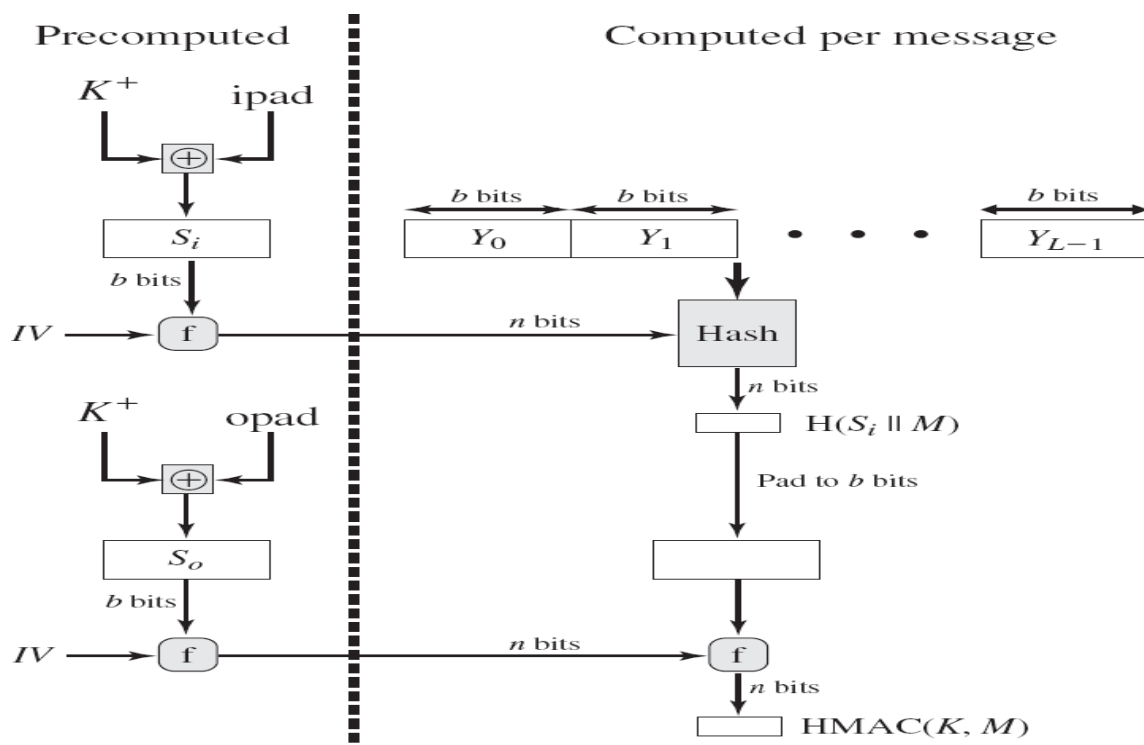 Precomputed
Computed per message
K⁺ ipad
⊕
b bits b bits b bits
Sᵢ
Y₀ Y₁ • • • Y_{L−1}
b bits
IV f n bits Hash
n bits
K⁺ opad
H(Sᵢ || M)
⊕
Pad to b bits
Sₒ
b bits
IV f n bits f
n bits
HMAC(K, M)